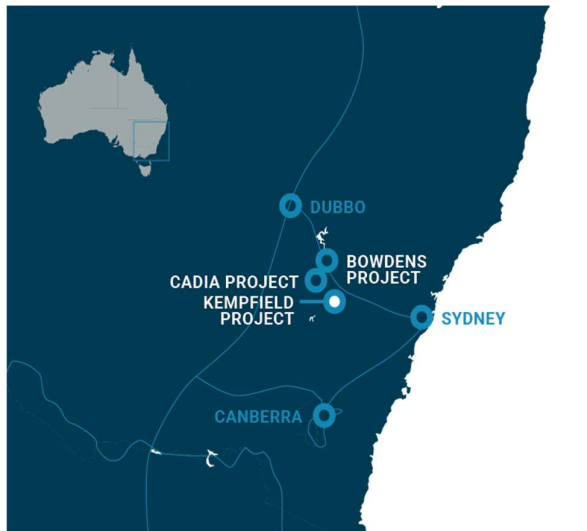 DUBBO
BOWDENS
PROJECT
CADIA PROJECT
KEMPFIELD
PROJECT
SYDNEY
CANBERRA